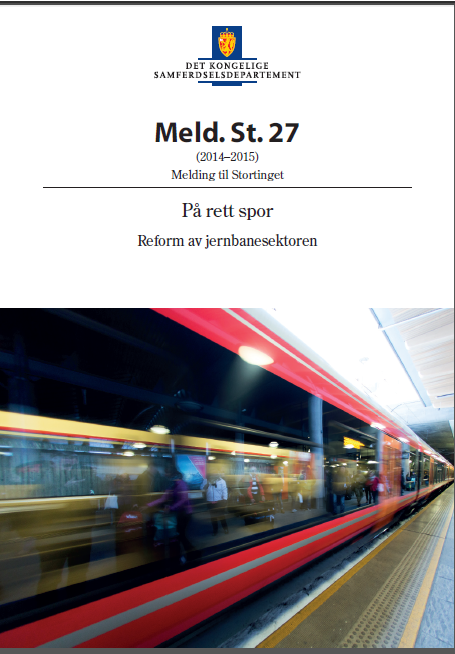 DET KONGELIGE
SAMFERDSELSDEPARTEMENT
Meld. St. 27
(2014–2015)
Melding til Stortinget
På rett spor
Reform av jernbanesektoren